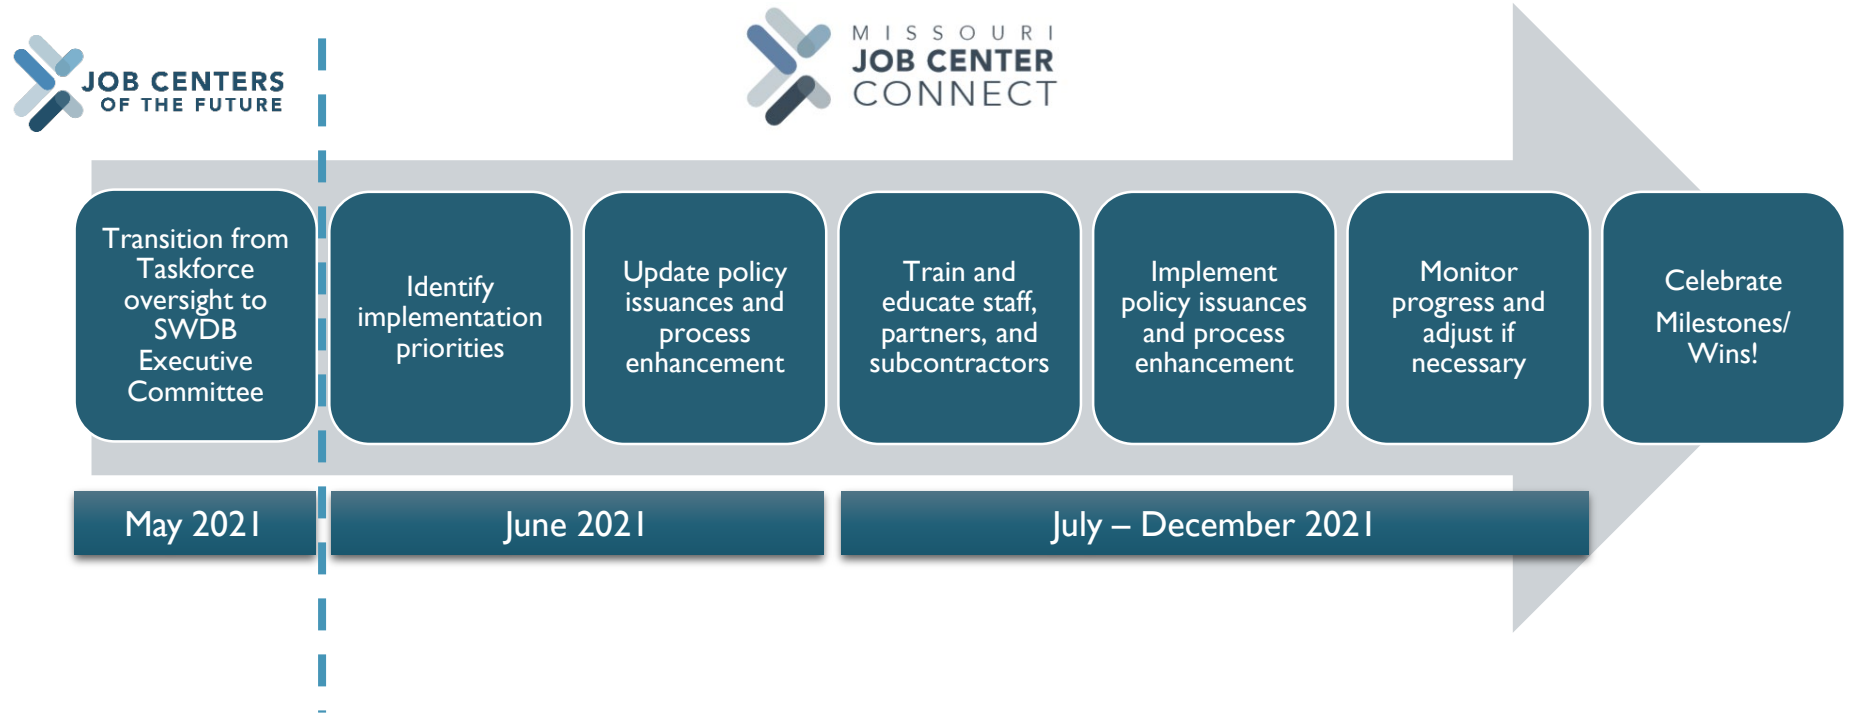 JOB CENTERS
OF THE FUTURE
MISSOURI
JOB CENTER
CONNECT
Transition from
Taskforce
oversight to
SWDB
Executive
Committee
Identify
implementation
priorities
Update policy
issuances and
process
enhancement
Train and
educate staff,
partners, and
subcontractors
Implement
policy issuances
and process
enhancement
Monitor
progress and
adjust if
necessary
Celebrate
Milestones/
Wins!
May 2021
June 2021
July – December 2021